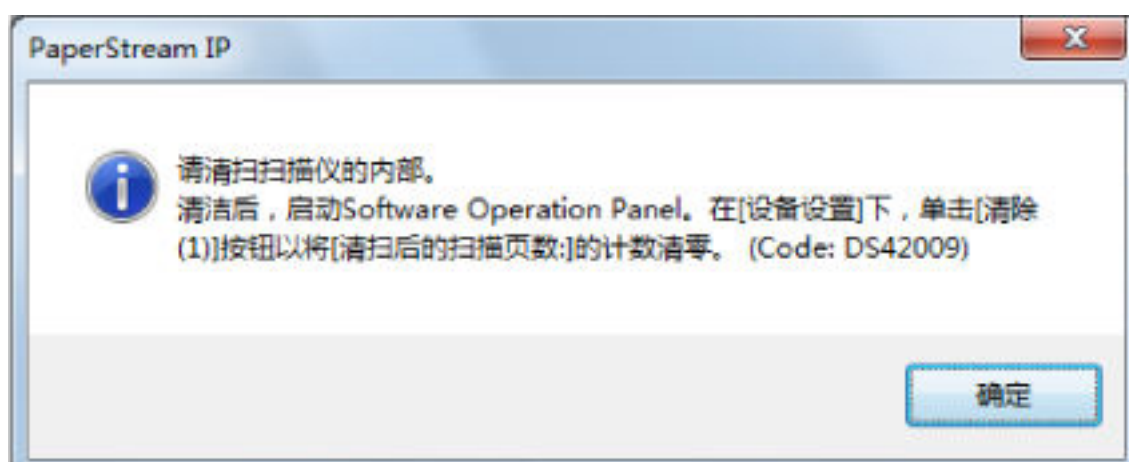 PaperStream IP
请清扫扫描仪的内部。
清洁后，启动Software Operation Panel。在[设备设置]下，单击[清除
(1)]按钮以将[清扫后的扫描页数:]的计数清零。 (Code: DS42009)
确定